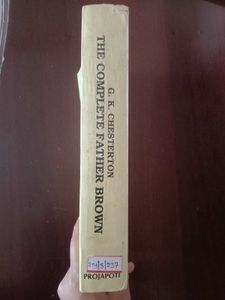 G. K. CHESTERTON
THE COMPLETE FATHER BROWN
PROJAPOTI